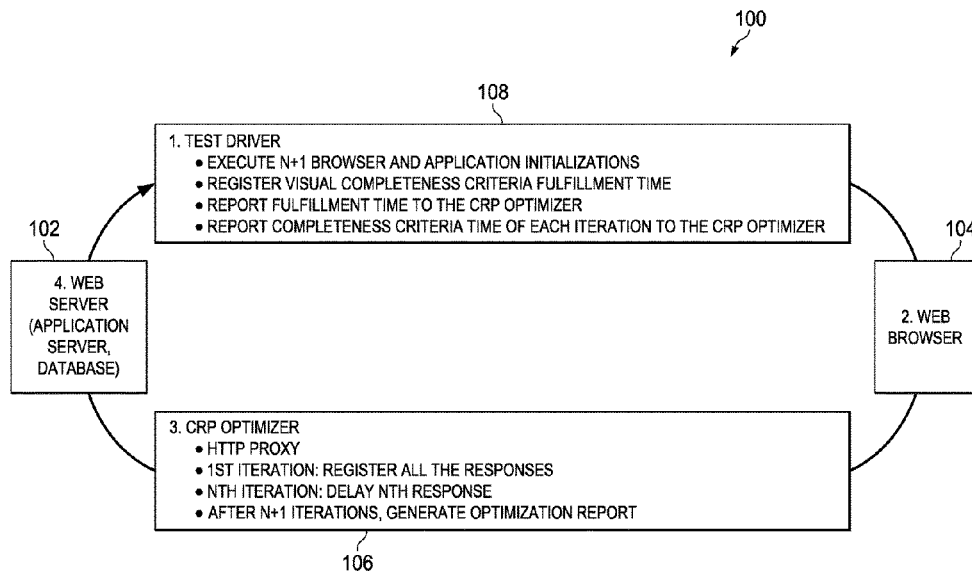 100
108
1. TEST DRIVER
• EXECUTE N+1 BROWSER AND APPLICATION INITIALIZATIONS
• REGISTER VISUAL COMPLETENESS CRITERIA FULFILLMENT TIME
• REPORT FULFILLMENT TIME TO THE CRP OPTIMIZER
• REPORT COMPLETENESS CRITERIA TIME OF EACH ITERATION TO THE CRP OPTIMIZER
102
4. WEB
SERVER
(APPLICATION
SERVER,
DATABASE)
104
2. WEB
BROWSER
3. CRP OPTIMIZER
• HTTP PROXY
• 1ST ITERATION: REGISTER ALL THE RESPONSES
• NTH ITERATION: DELAY NTH RESPONSE
• AFTER N+1 ITERATIONS, GENERATE OPTIMIZATION REPORT
106